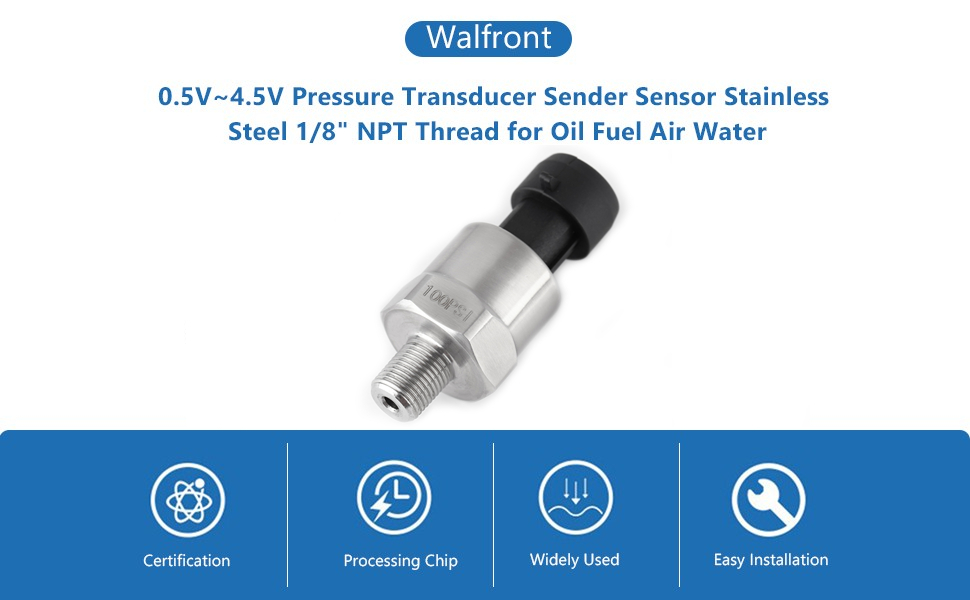 Walfront
0.5V~4.5V Pressure Transducer Sender Sensor Stainless
Steel 1/8" NPT Thread for Oil Fuel Air Water
100PSI
Certification
Processing Chip
Widely Used
Easy Installation